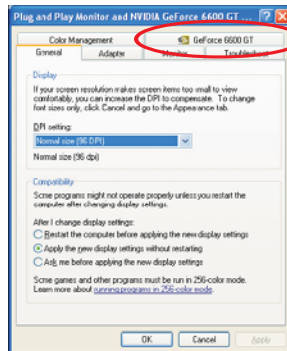 Plug and Play Monitor and NVIDIA GeForce 6600 GT ...
Color Management
GeForce 6600 GT
General
Adapter
Monitor
Troubleshoot
Display
If your screen resolution makes screen items too small to view
comfortably, you can increase the DPI to compensate. To change
font sizes only, click Cancel and go to the Appearance tab.
DPI setting:
Normal size (96 DPI)
Normal size (96 dpi)
Compatibility
Some programs might not operate properly unless you restart the
computer after changing display settings.
After I change display settings:
Restart the computer before applying the new display settings
Apply the new display settings without restarting
Ask me before applying the new display settings
Some games and other programs must be run in 256-color mode.
Learn more about running programs in 256-color mode.
OK
Cancel
Apply